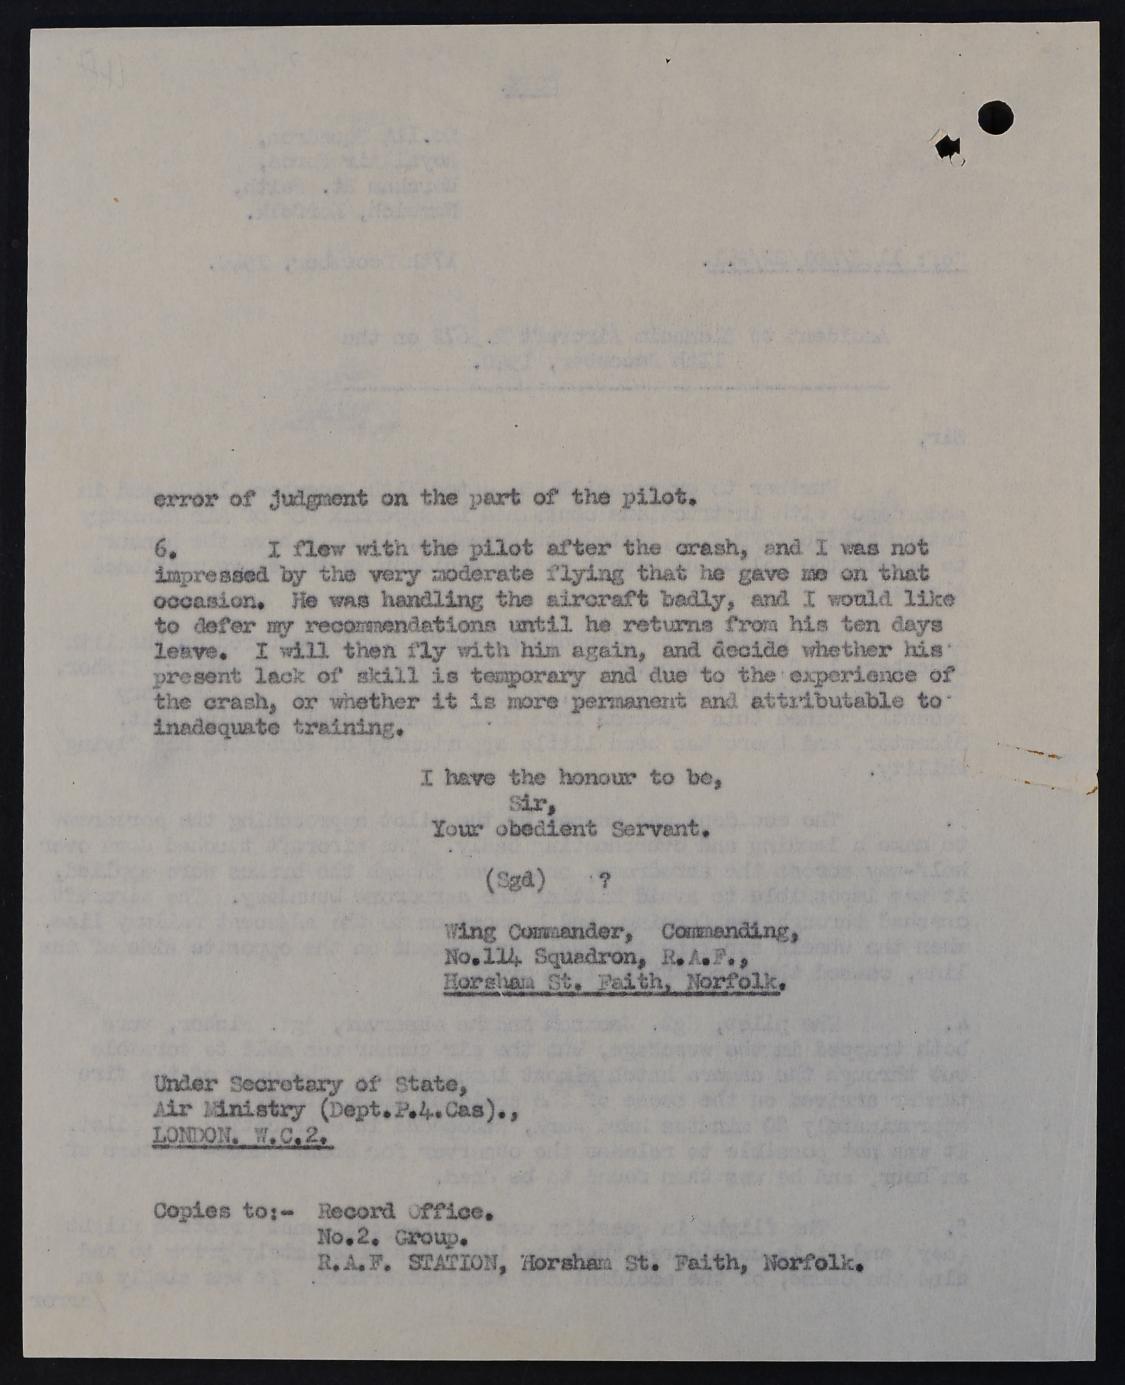 error of judgment on the part of the pilot.
6. I flew with the pilot after the crash, and I was not
impressed by the very moderate flying that he gave me on that
occasion. He was handling the aircraft badly, and I would like
to defer my recommendations until he returns from his ten days
leave. I will then fly with him again, and decide whether his
present lack of skill is temporary and due to the experience of
the crash, or whether it is more permanent and attributable to
inadequate training.
I have the honour to be,
Sir,
Your obedient Servant.
(Sgd) ?
Wing Commander, Commanding,
No.114 Squadron, R.A.F.,
Horsham St. Faith, Norfolk.
Under Secretary of State,
Air Ministry (Dept.P.4.Cas).,
LONDON. W.C.2.
Copies to:- Record Office.
No.2. Group.
R.A.F. STATION, Horsham St. Faith, Norfolk.